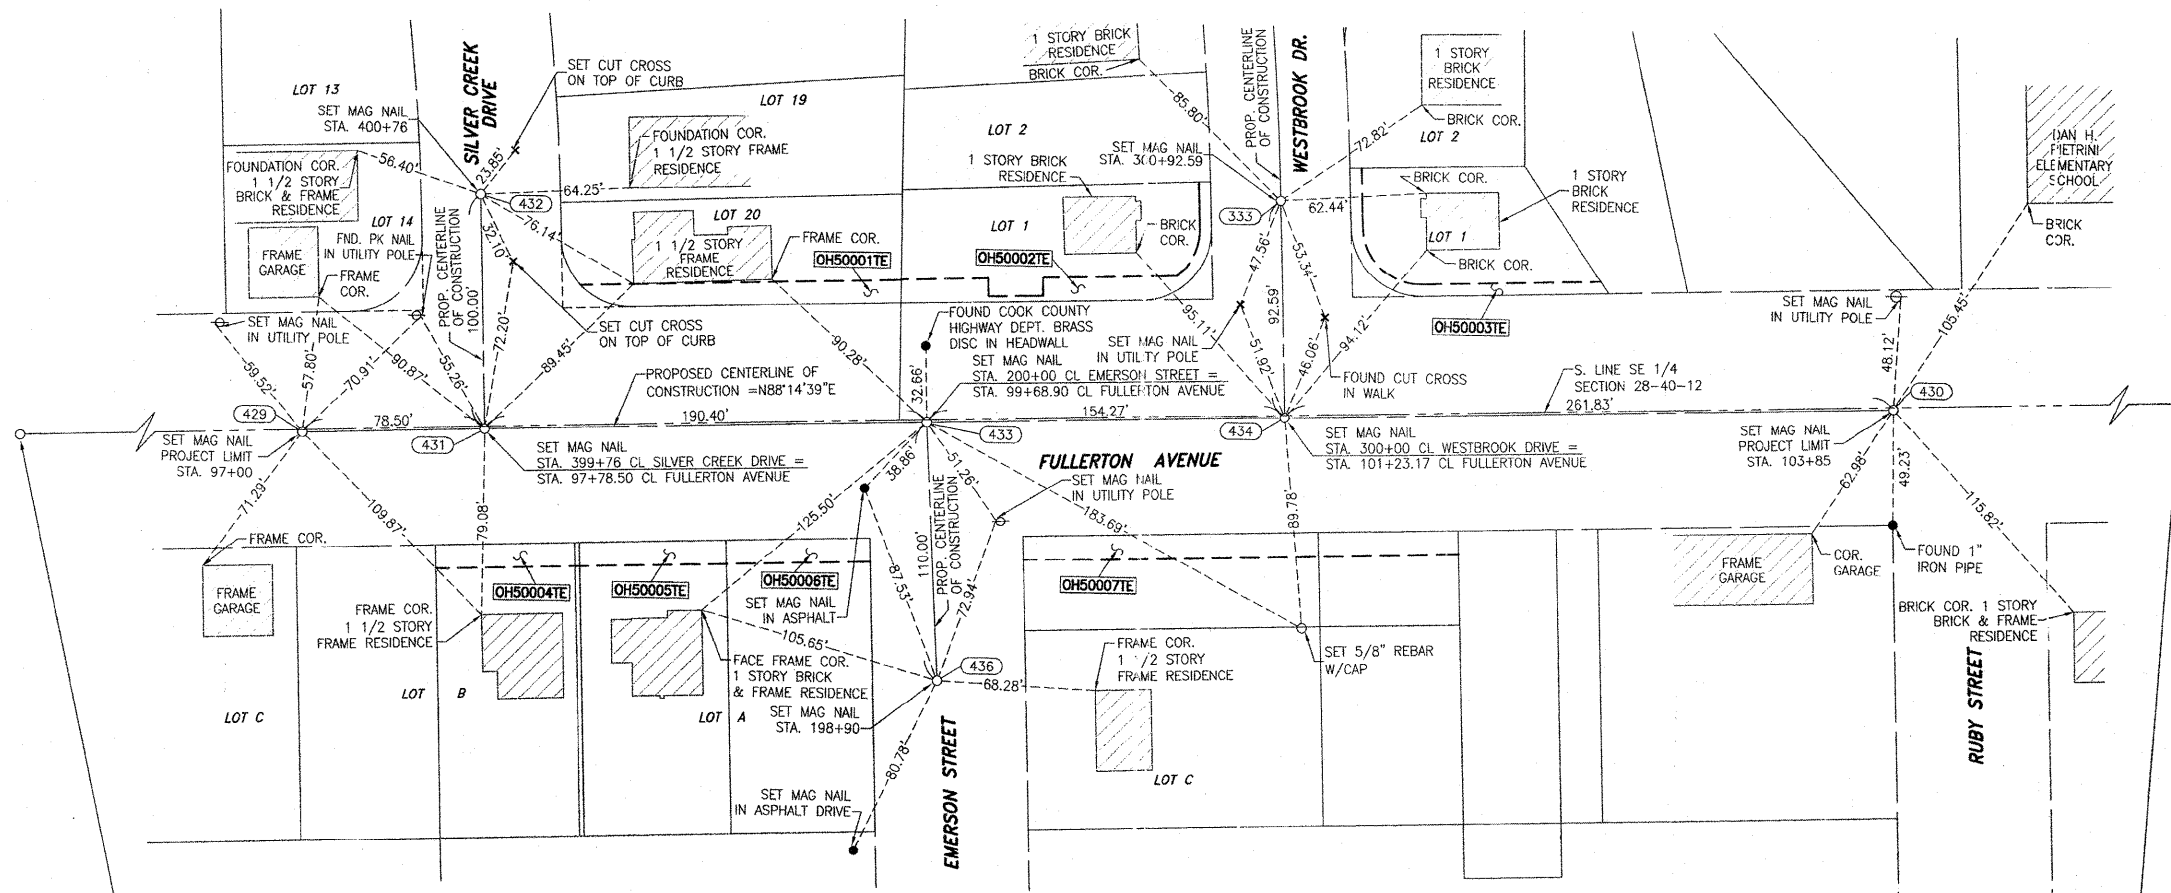 LOT 13
SET MAG NAIL
STA. 400+76
SILVER CREEK
DRIVE
SET CUT CROSS
ON TOP OF CURB
LOT 19
1 STORY BRICK
RESIDENCE
BRICK COR.
PROP. CENTERLINE
OF CONSTRUCTION
WESTBROOK DR.
1 STORY
BRICK
RESIDENCE
BRICK COR.
LOT 2
DAN H.
PIETRINI
ELEMENTARY
SCHOOL
BRICK
COR.
FOUNDATION COR.
1 1/2 STORY
BRICK & FRAME
RESIDENCE
56.40'
23.85'
64.25'
432
76.14'
32.10'
FOUNDATION COR.
1 1/2 STORY FRAME
RESIDENCE
LOT 2
1 STORY BRICK
RESIDENCE
85.80'
SET MAG NAIL
STA. 300+92.59
72.82'
333
62.44'
BRICK COR.
1 STORY
BRICK
RESIDENCE
LOT 1
BRICK COR.
LOT 14
FND. PK NAIL
IN UTILITY POLE
FRAME
GARAGE
FRAME
COR.
PROP. CENTERLINE
OF CONSTRUCTION
100.00'
LOT 20
1 1/2 STORY
FRAME
RESIDENCE
FRAME COR.
OH50001TE
LOT 1
OH50002TE
BRICK
COR.
47.56'
53.34'
92.59'
OH50003TE
SET MAG NAIL
IN UTILITY POLE
105.45'
SET MAG NAIL
IN UTILITY POLE
59.52'
57.80'
70.91'
90.87'
55.26'
72.20'
89.45'
SET CUT CROSS
ON TOP OF CURB
90.28'
FOUND COOK COUNTY
HIGHWAY DEPT. BRASS
DISC IN HEADWALL
95.11'
SET MAG NAIL
IN UTILITY POLE
51.92'
46.06'
94.12'
FOUND CUT CROSS
IN WALK
48.12'
PROPOSED CENTERLINE OF
CONSTRUCTION =N88°14'39"E
32.66'
SET MAG NAIL
STA. 200+00 CL EMERSON STREET =
99+68.90 CL FULLERTON AVENUE
S. LINE SE 1/4
SECTION 28-40-12
429
78.50'
431
190.40'
433
154.27'
434
261.83'
430
SET MAG NAIL
PROJECT LIMIT
STA. 97+00
SET MAG NAIL
STA. 399+76 CL SILVER CREEK DRIVE =
STA. 97+78.50 CL FULLERTON AVENUE
FULLERTON AVENUE
SET MAG NAIL
STA. 300+00 CL WESTBROOK DRIVE =
STA. 101+23.17 CL FULLERTON AVENUE
SET MAG NAIL
PROJECT LIMIT
STA. 103+85
71.29'
109.87'
79.08'
125.50'
38.86'
51.26'
SET MAG NAIL
IN UTILITY POLE
183.69'
89.78'
62.98'
49.23'
115.82'
FRAME COR.
FRAME
GARAGE
OH50004TE
OH50005TE
OH50006TE
SET MAG NAIL
IN ASPHALT
87.53'
110.00'
PROP. CENTERLINE
OF CONSTRUCTION
72.94'
OH50007TE
FRAME
GARAGE
COR.
GARAGE
FOUND 1"
IRON PIPE
FRAME COR.
1 1/2 STORY
FRAME RESIDENCE
105.65'
FACE FRAME COR.
1 STORY BRICK
& FRAME RESIDENCE
436
68.28'
FRAME COR.
1 1/2 STORY
FRAME RESIDENCE
SET 5/8" REBAR
W/CAP
BRICK COR. 1 STORY
BRICK & FRAME
RESIDENCE
LOT C
LOT B
LOT A
SET MAG NAIL
STA. 198+90
80.78'
SET MAG NAIL
IN ASPHALT DRIVE
EMERSON STREET
LOT C
RUBY STREET